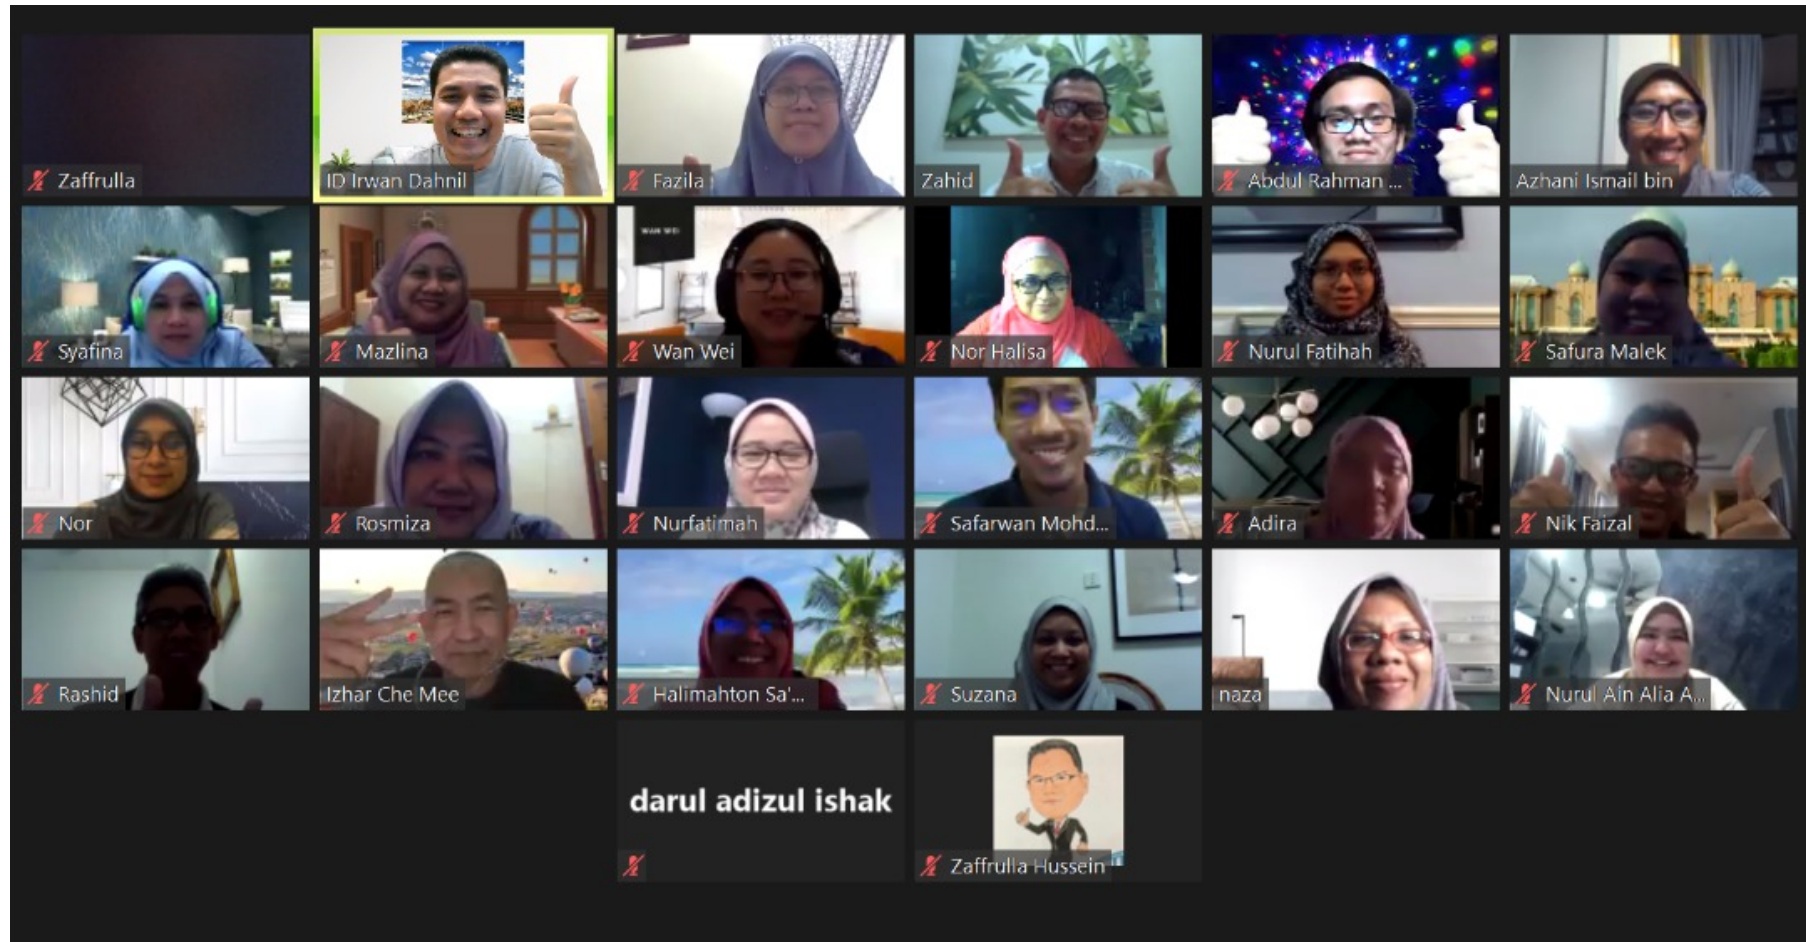 Zaffrulla
ID Irwan Dahnil
Fazila
Zahid
Abdul Rahman ...
Azhani Ismail bin
Syafina
Mazlina
WAN WEI
Wan Wei
Nor Halisa
Nurul Fatihah
Safura Malek
Nor
Rosmiza
Nurfatimah
Safarwan Mohd...
Adira
Nik Faizal
Rashid
Izhar Che Mee
Halimahton Sa'...
Suzana
naza
Nurul Ain Alia A...
darul adizul ishak
Zaffrulla Hussein